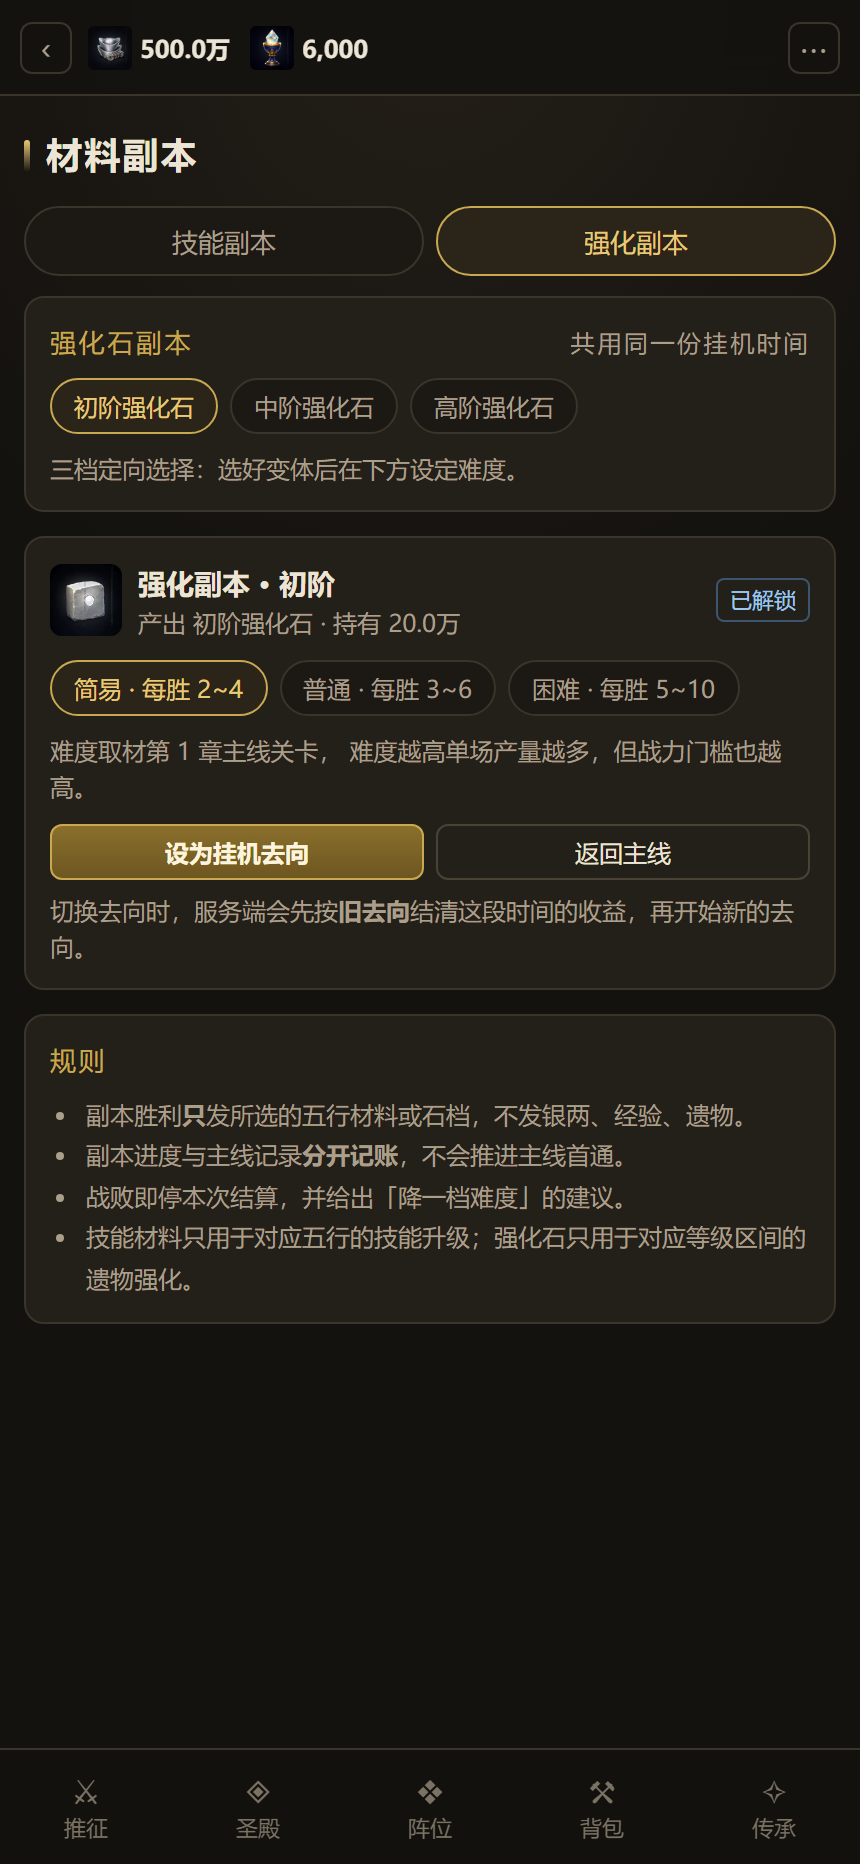 500.0万 6,000
材料副本
技能副本 强化副本
强化石副本 共用同一份挂机时间
初阶强化石 中阶强化石 高阶强化石
三档定向选择：选好变体后在下方设定难度。
强化副本 • 初阶
产出 初阶强化石 · 持有 20.0万
已解锁
简易 · 每胜 2~4 普通 · 每胜 3~6 困难 · 每胜 5~10
难度取材第 1 章主线关卡， 难度越高单场产量越多，但战力门槛也越
高。
设为挂机去向 返回主线
切换去向时，服务端会先按旧去向结清这段时间的收益，再开始新的去
向。
规则
• 副本胜利只发所选的五行材料或石档，不发银两、经验、遗物。
• 副本进度与主线记录分开记账，不会推进主线首通。
• 战败即停本次结算，并给出「降一档难度」的建议。
• 技能材料只用于对应五行的技能升级；强化石只用于对应等级区间的
遗物强化。
推征 圣殿 阵位 背包 传承